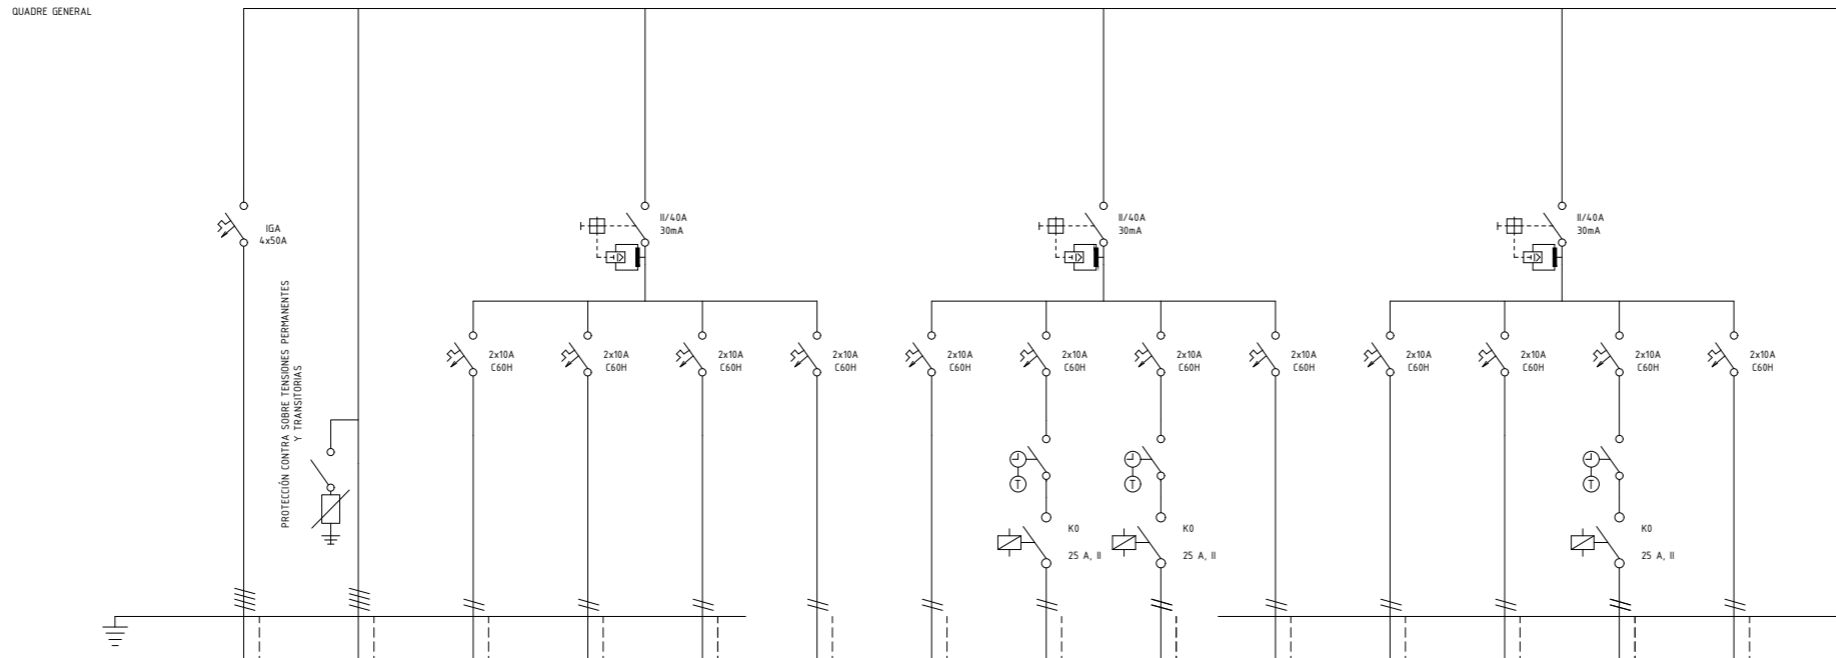 QUADRE GENERAL
IGA
4x50A
II/40A
30mA
II/40A
30mA
II/40A
30mA
PROTECCIÓN CONTRA SOBRE TENSIONES PERMANENTES
Y TRANSITORIAS
2x10A
C60H
2x10A
C60H
2x10A
C60H
2x10A
C60H
2x10A
C60H
2x10A
C60H
2x10A
C60H
2x10A
C60H
2x10A
C60H
2x10A
C60H
2x10A
C60H
2x10A
C60H
T
T
T
K0
25 A, II
K0
25 A, II
K0
25 A, II